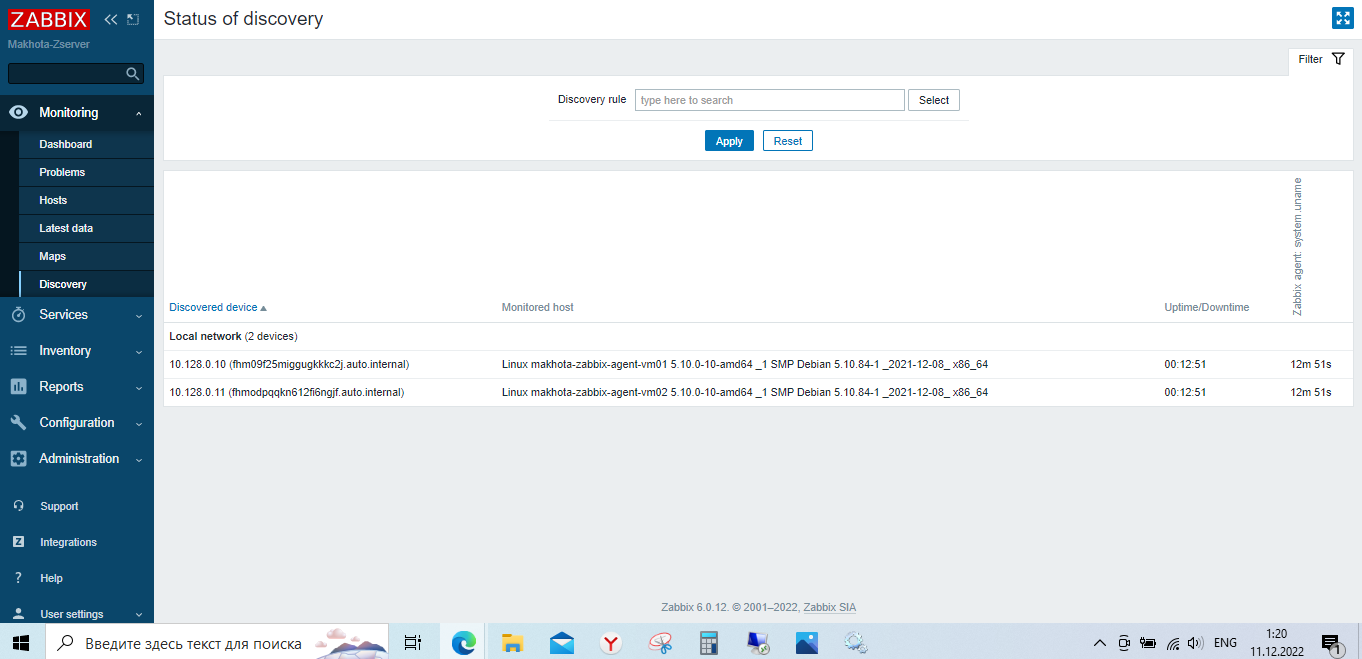 ZABBIX
Makhota-Zserver
Monitoring
Dashboard
Problems
Hosts
Latest data
Maps
Discovery
Services
Inventory
Reports
Configuration
Administration
Support
Z Integrations
? Help
User settings
Status of discovery
Filter
Discovery rule type here to search Select
Apply Reset
Discovered device Monitored host Uptime/Downtime Zabbix agent: system.uname
Local network (2 devices)
10.128.0.10 (fhm09f25miggugkkkc2j.auto.internal) Linux makhota-zabbix-agent-vm01 5.10.0-10-amd64 _1 SMP Debian 5.10.84-1 _2021-12-08_ x86_64 00:12:51 12m 51s
10.128.0.11 (fhmodpqqkn612fi6ngjf.auto.internal) Linux makhota-zabbix-agent-vm02 5.10.0-10-amd64 _1 SMP Debian 5.10.84-1 _2021-12-08_ x86_64 00:12:51 12m 51s
Zabbix 6.0.12. © 2001–2022, Zabbix SIA
Введите здесь текст для поиска
ENG
1:20
11.12.2022
1